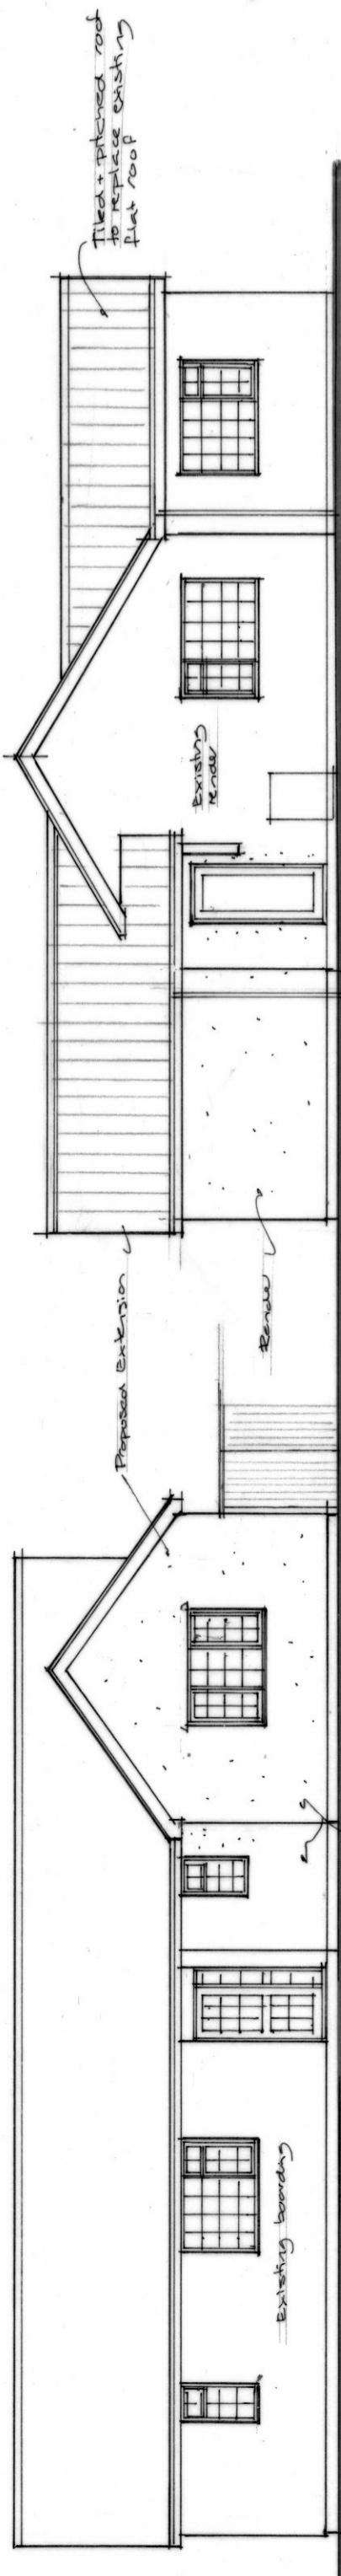 Existing boarding
Proposed Extension
Render
Existing
render
Tiled + pitched roof
to replace existing
flat roof